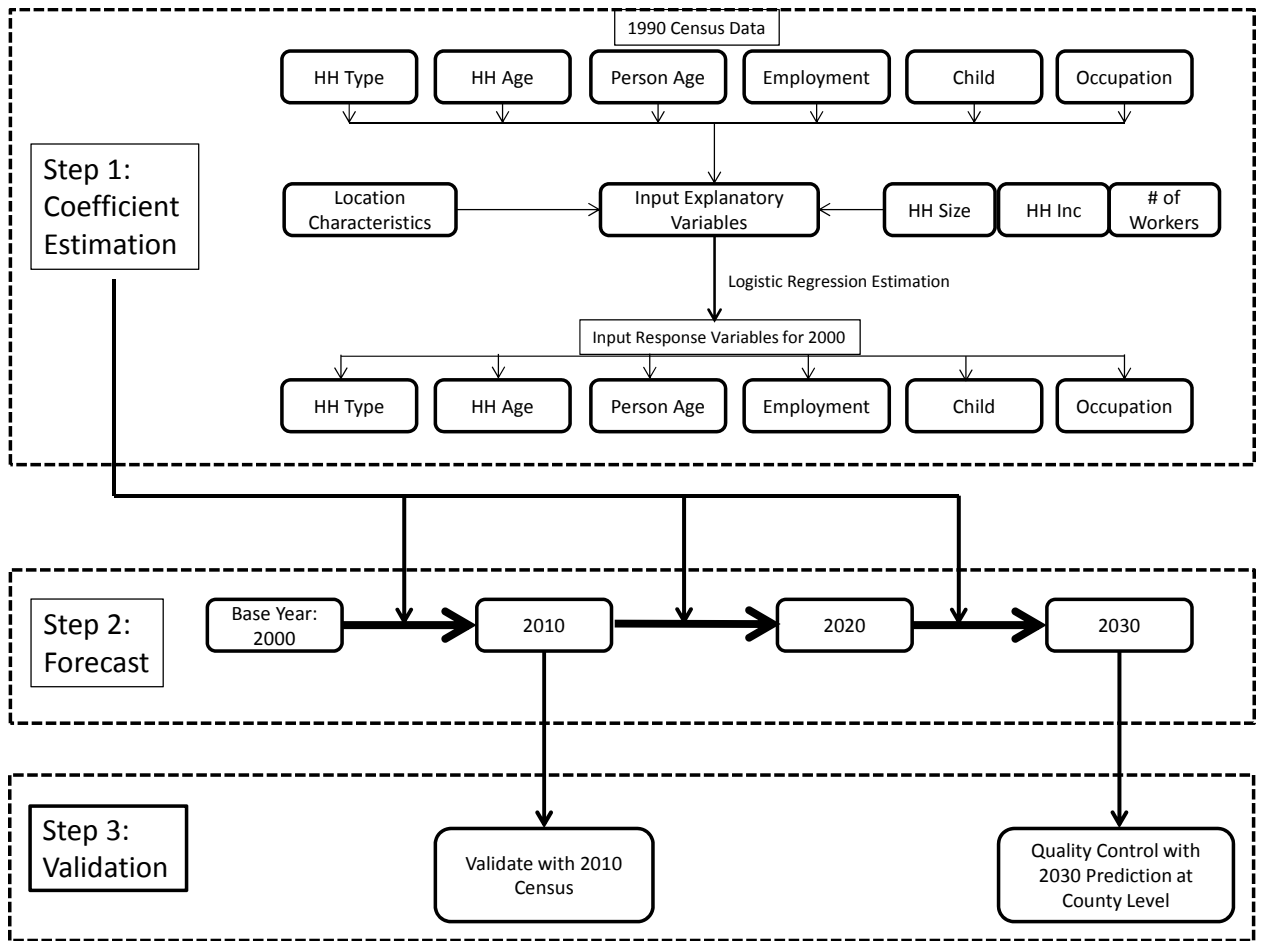 1990 Census Data
HH Type
HH Age
Person Age
Employment
Child
Occupation
Step 1:
Coefficient
Estimation
Location
Characteristics
Input Explanatory
Variables
HH Size
HH Inc
# of
Workers
Logistic Regression Estimation
Input Response Variables for 2000
HH Type
HH Age
Person Age
Employment
Child
Occupation
Step 2:
Forecast
Base Year:
2000
2010
2020
2030
Step 3:
Validation
Validate with 2010
Census
Quality Control with
2030 Prediction at
County Level